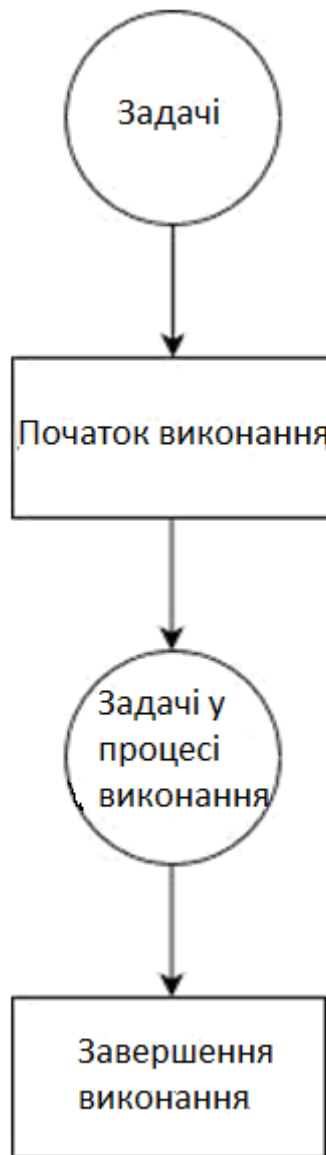 Задачі
Початок виконання
Задачі у
процесі
виконання
Завершення
виконання